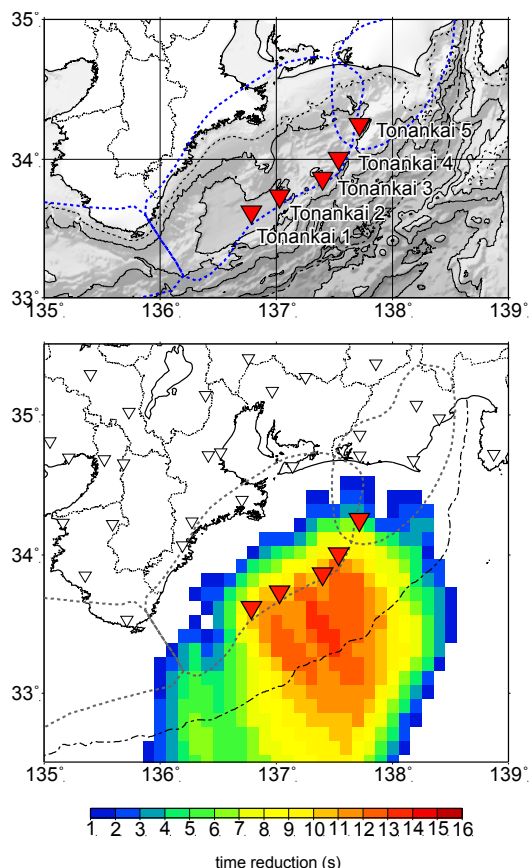 35°
34°
33°
Tonankai 5
Tonankai 4
Tonankai 3
Tonankai 2
Tonankai 1
135° 136° 137° 138° 139°
35°
34°
33°
135° 136° 137° 138° 139°
1 2 3 4 5 6 7 8 9 10 11 12 13 14 15 16
time reduction (s)